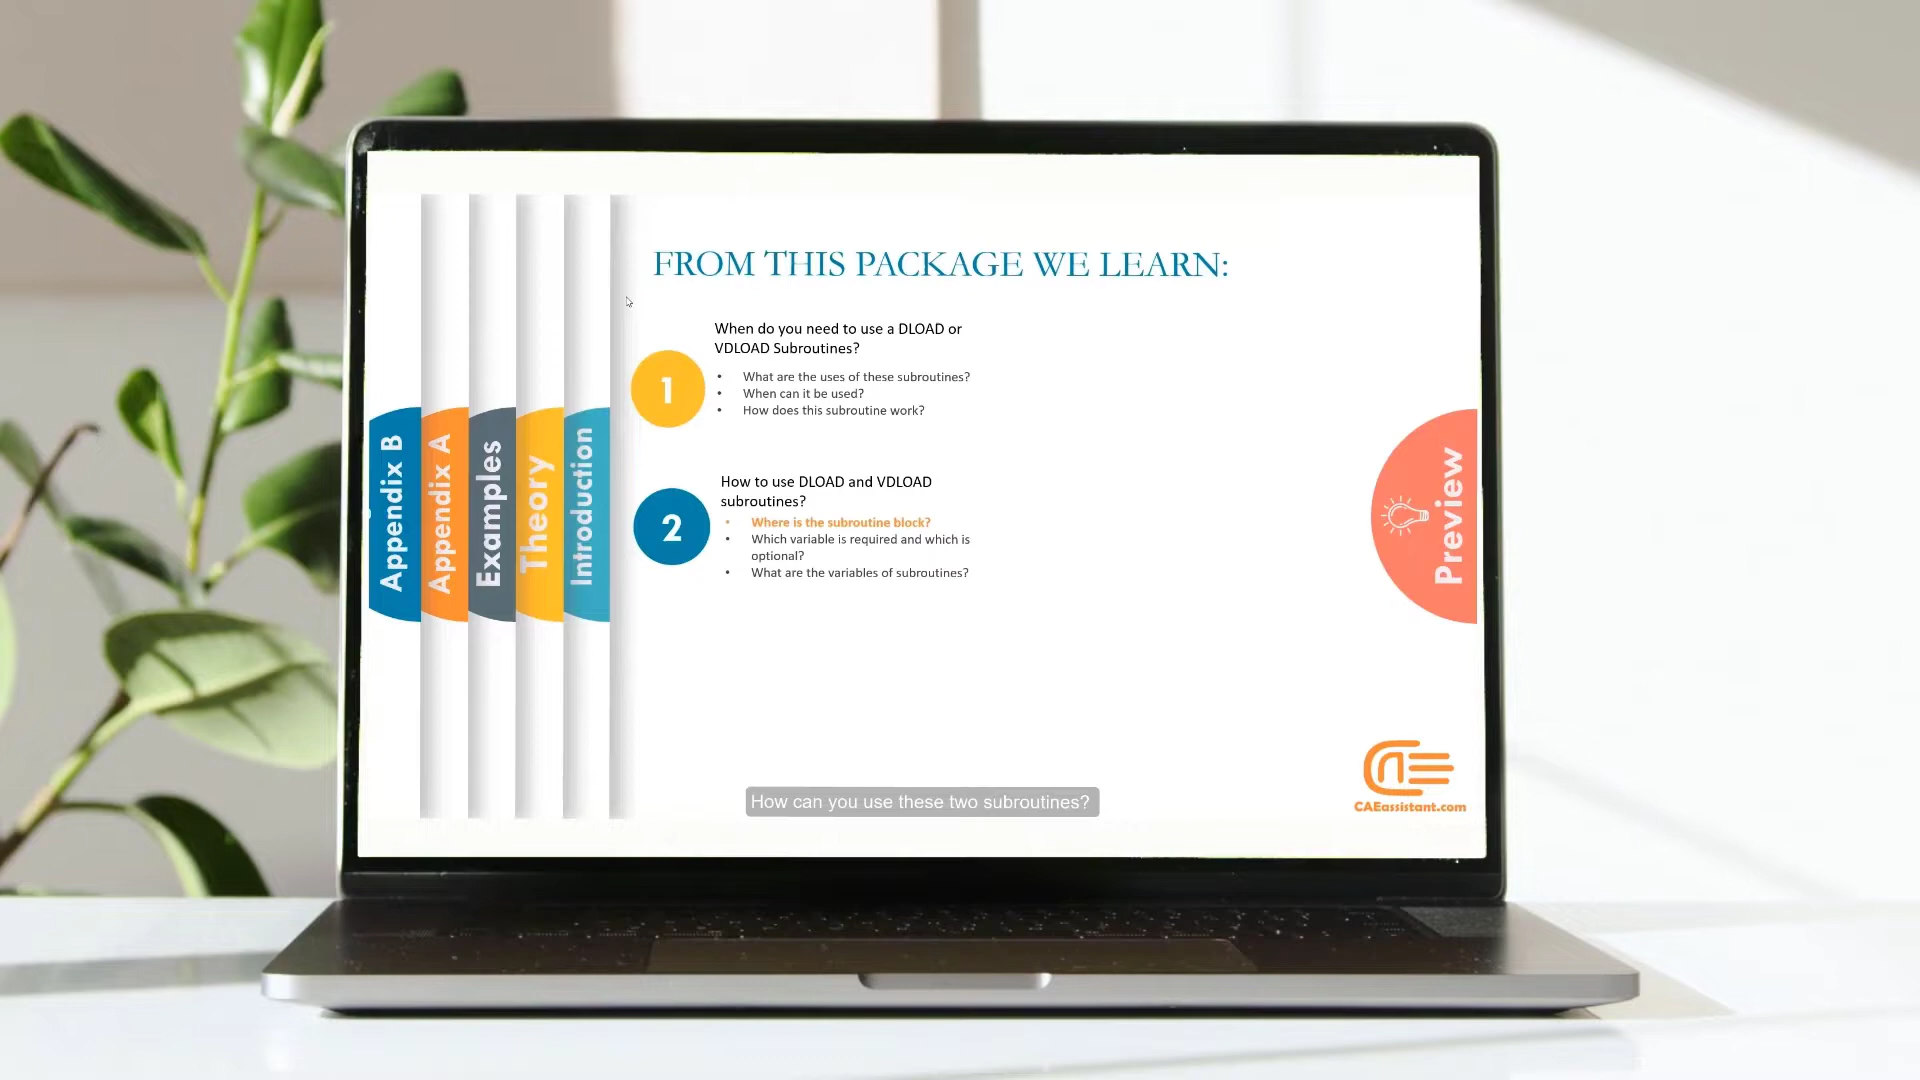 FROM THIS PACKAGE WE LEARN:
When do you need to use a DLOAD or
VDLOAD Subroutines?
1
• What are the uses of these subroutines?
• When can it be used?
• How does this subroutine work?
How to use DLOAD and VDLOAD
subroutines?
2
• Where is the subroutine block?
• Which variable is required and which is
optional?
• What are the variables of subroutines?
Appendix B
Appendix A
Examples
Theory
Introduction
Preview
CAEassistant.com
How can you use these two subroutines?